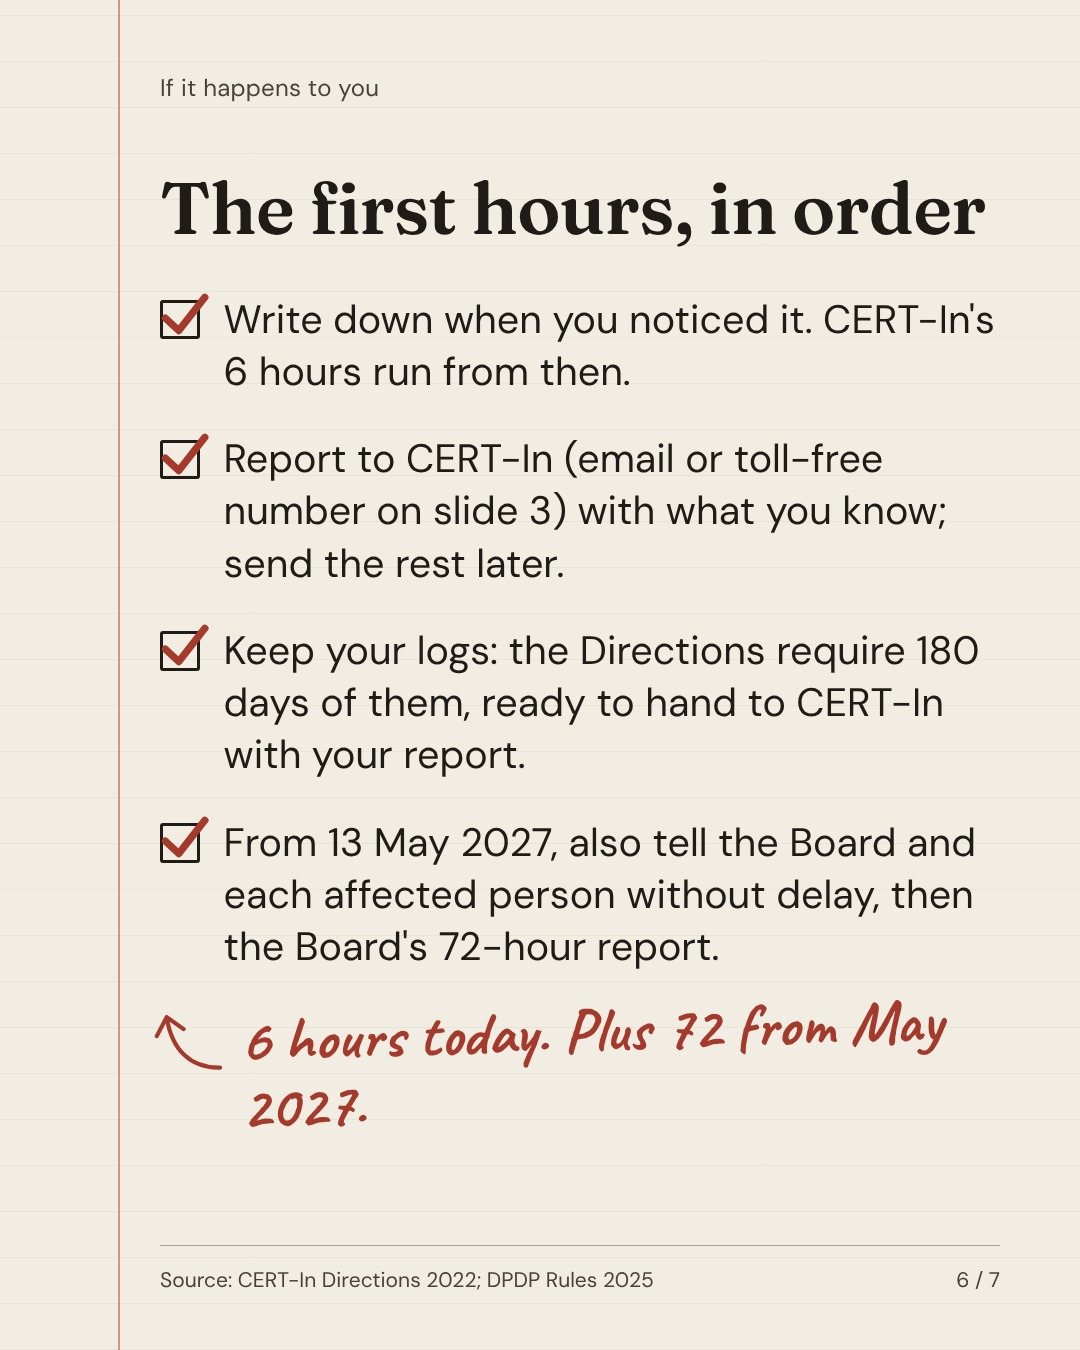 If it happens to you
The first hours, in order
Write down when you noticed it. CERT-In's
6 hours run from then.
Report to CERT-In (email or toll-free
number on slide 3) with what you know;
send the rest later.
Keep your logs: the Directions require 180
days of them, ready to hand to CERT-In
with your report.
From 13 May 2027, also tell the Board and
each affected person without delay, then
the Board's 72-hour report.
6 hours today. Plus 72 from May
2027.
Source: CERT-In Directions 2022; DPDP Rules 2025
6 / 7